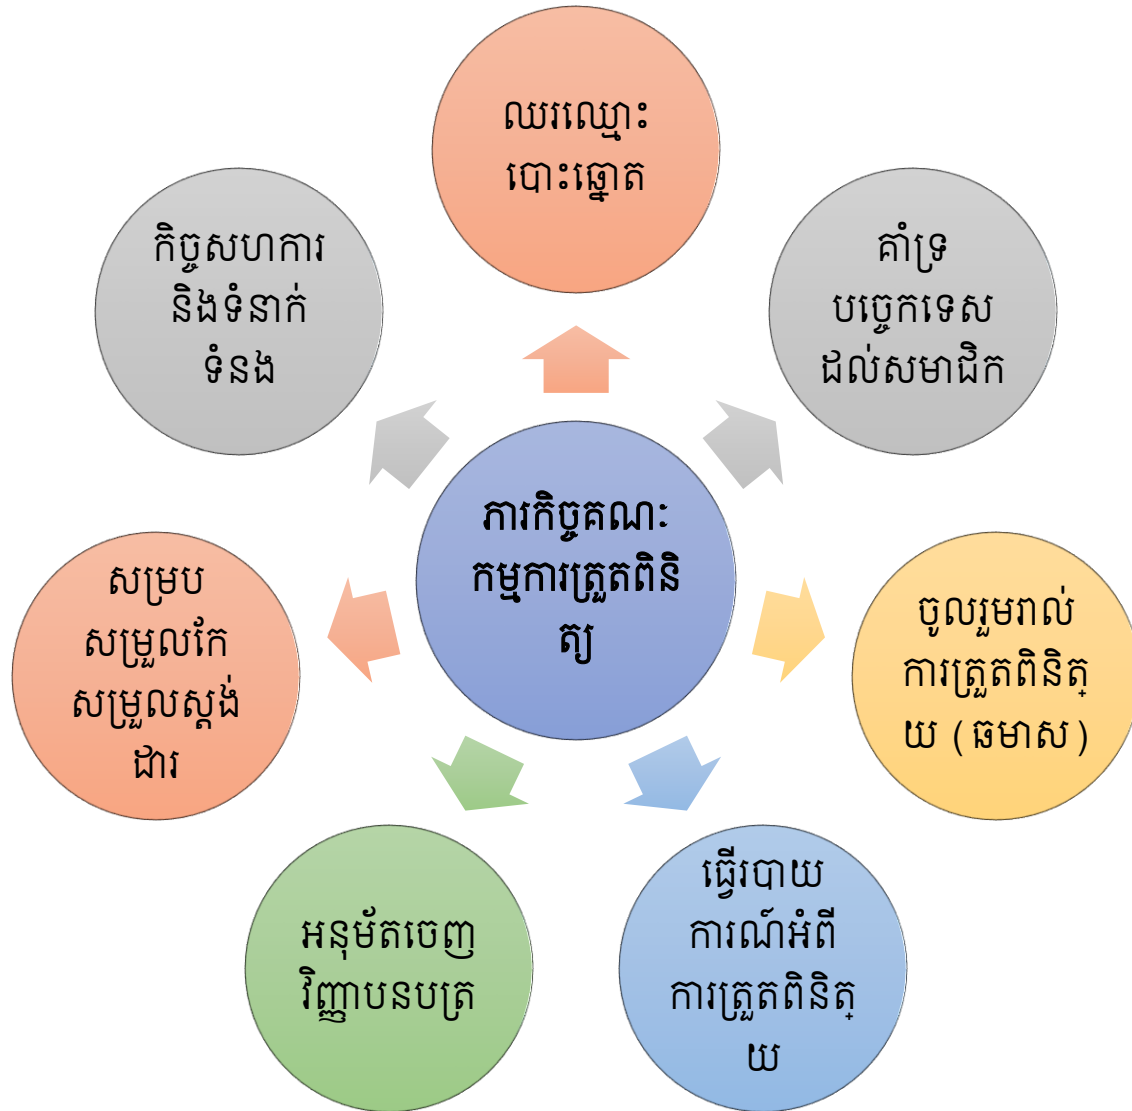 ឈរឈ្មោះ
បោះឆ្នោត
កិច្ចសហការ
និងទំនាក់
ទំនង
គាំទ្រ
បច្ចេកទេស
ដល់សមាជិក
ភារកិច្ចគណៈ
កម្មការត្រួតពិនិ
ត្យ
សម្រប
សម្រួលកែ
សម្រួលស្តង់
ដារ
ចូលរួមរាល់
ការត្រួតពិនិត្
យ (ឆមាស)
អនុម័តចេញ
វិញ្ញាបនបត្រ
ធ្វើរបាយ
ការណ៍អំពី
ការត្រួតពិនិត្
យ